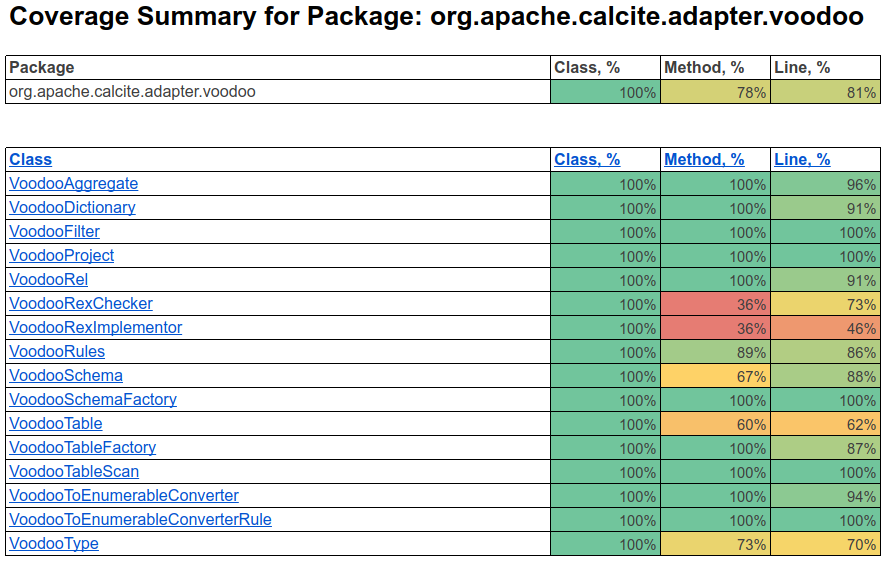 Coverage Summary for Package: org.apache.calcite.adapter.voodoo
Package Class, % Method, % Line, %
org.apache.calcite.adapter.voodoo 100% 78% 81%
Class Class, % Method, % Line, %
VoodooAggregate 100% 100% 96%
VoodooDictionary 100% 100% 91%
VoodooFilter 100% 100% 100%
VoodooProject 100% 100% 100%
VoodooRel 100% 100% 91%
VoodooRexChecker 100% 36% 73%
VoodooRexImplementor 100% 36% 46%
VoodooRules 100% 89% 86%
VoodooSchema 100% 67% 88%
VoodooSchemaFactory 100% 100% 100%
VoodooTable 100% 60% 62%
VoodooTableFactory 100% 100% 87%
VoodooTableScan 100% 100% 100%
VoodooToEnumerableConverter 100% 100% 94%
VoodooToEnumerableConverterRule 100% 100% 100%
VoodooType 100% 73% 70%